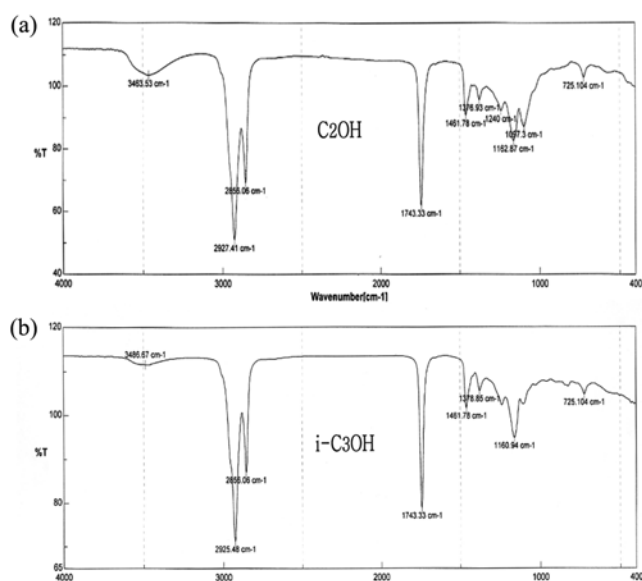 (a)
120
3463.53 cm-1
100
725.104 cm-1
1376.93 cm-1
1461.78 cm-1
1240 cm-1
1097.3 cm-1
C2OH
1162.87 cm-1
%T
80
2856.06 cm-1
1743.33 cm-1
60
2927.41 cm-1
40
4000
3000
2000
1000
400
Wavenumber[cm-1]
(b)
120
3486.67 cm-1
1378.85 cm-1
725.104 cm-1
1461.78 cm-1
100
i-C3OH
1160.94 cm-1
%T
2856.06 cm-1
80
1743.33 cm-1
2925.48 cm-1
65
4000
3000
2000
1000
400